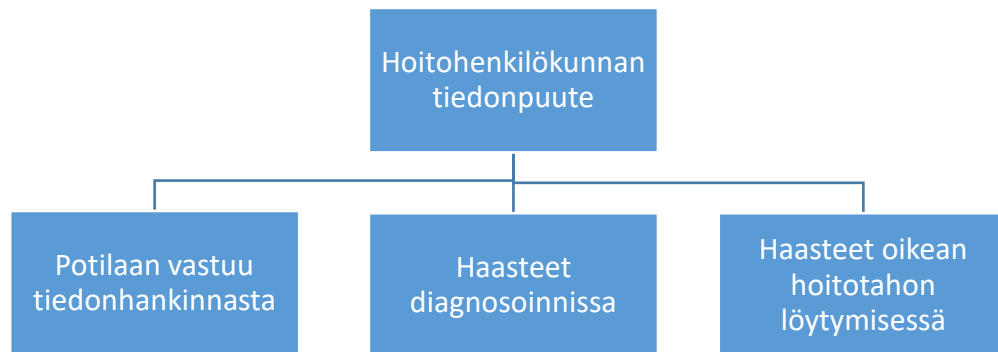 Hoitohenkilökunnan
tiedonpuute
Potilaan vastuu
tiedonhankinnasta
Haasteet
diagnosoinnissa
Haasteet oikean
hoitotahon
löytymisessä